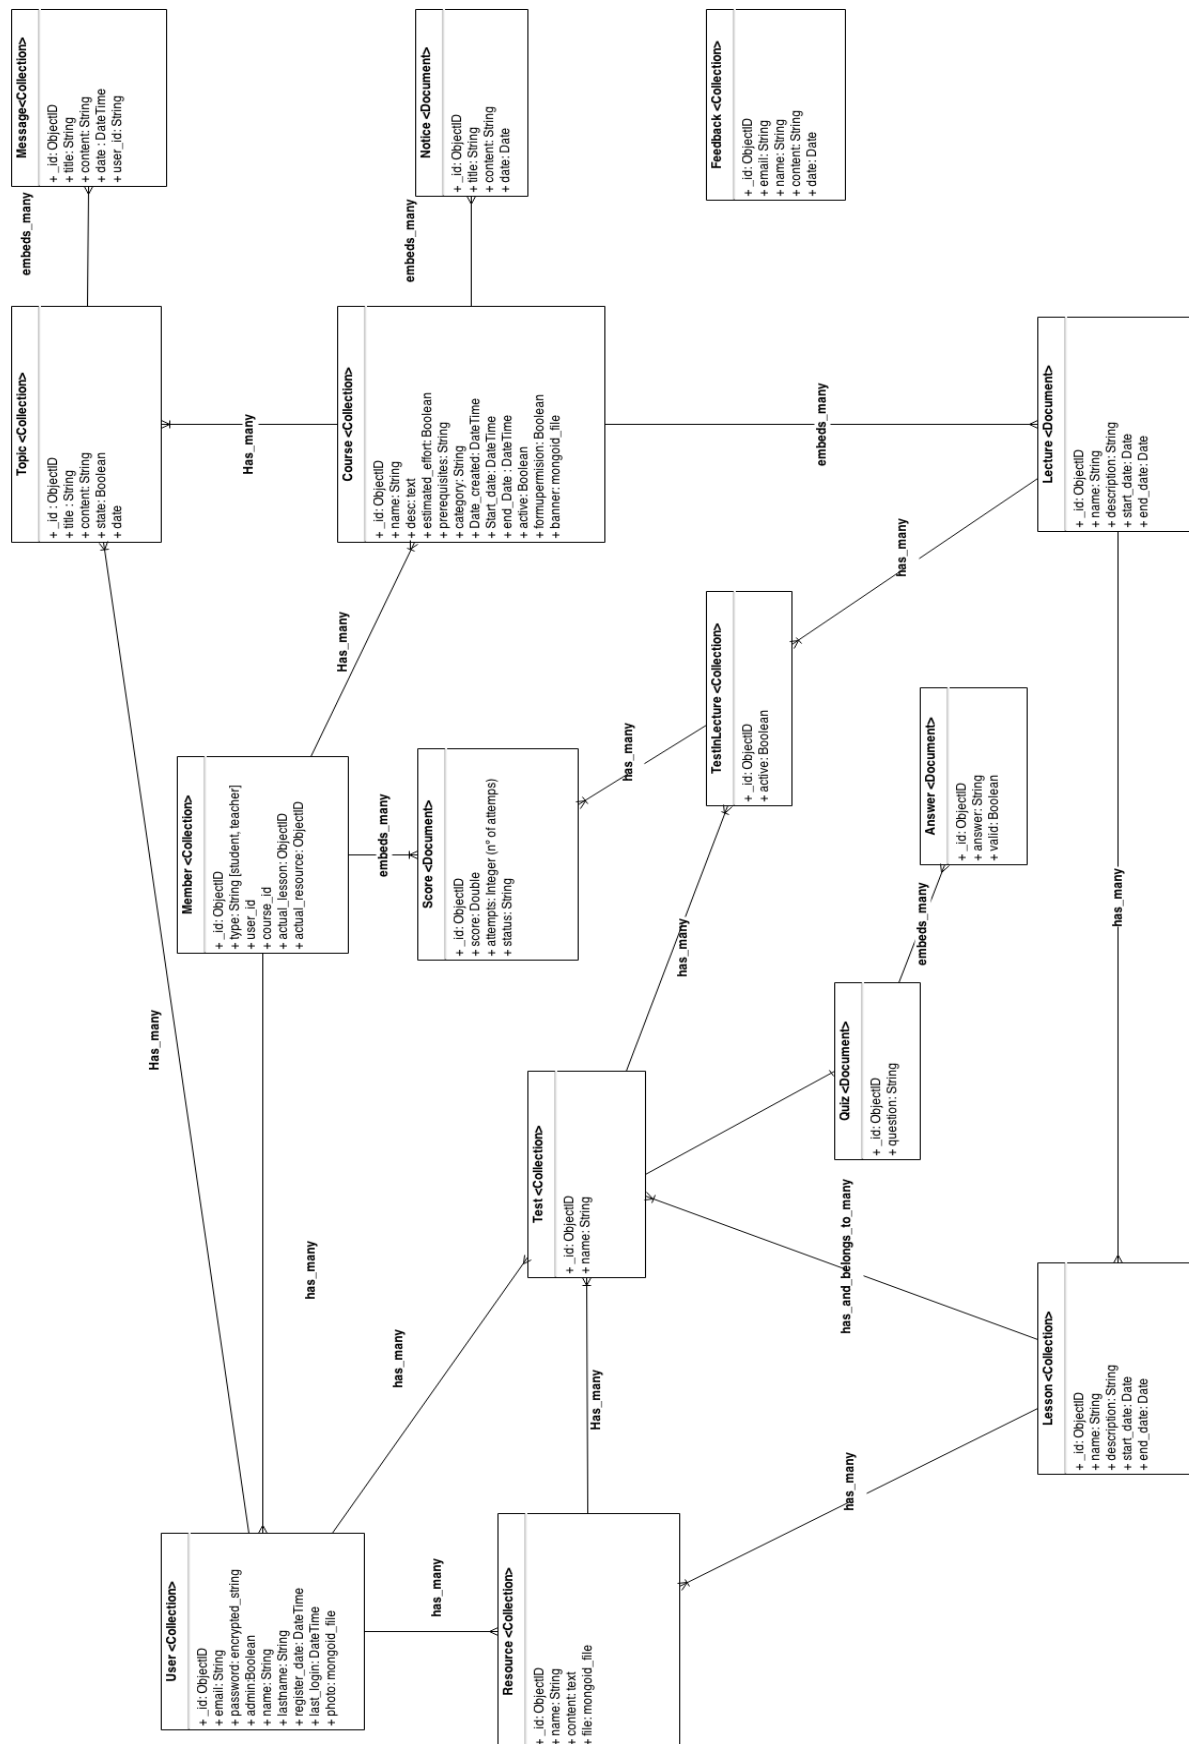 Message<Collection>
+ _id: ObjectID
+ title: String
+ content: String
+ date : DateTime
+ user_id: String
embeds_many
Notice <Document>
+ _id: ObjectID
+ title: String
+ content: String
+ date: Date
embeds_many
Feedback <Collection>
+ _id: ObjectID
+ email: String
+ name: String
+ content: String
+ date: Date
Topic <Collection>
+ _id : ObjectID
+ title : String
+ content: String
+ state: Boolean
+ date
Has_many
Course <Collection>
+ _id: ObjectID
+ name: String
+ desc: text
+ estimated_effort: Boolean
+ prerequisites: String
+ category: String
+ Date_created: DateTime
+ Start_date: DateTime
+ end_Date : DateTime
+ active: Boolean
+ formupermision: Boolean
+ banner: mongoid_file
embeds_many
Lecture <Document>
+ _id: ObjectID
+ name: String
+ description: String
+ start_date: Date
+ end_date: Date
has_many
Has_many
TestInLecture <Collection>
+ _id: ObjectID
+ active: Boolean
has_many
Member <Collection>
+ _id: ObjectID
+ type: String [student, teacher]
+ user_id
+ course_id
+ actual_lesson: ObjectID
+ actual_resource: ObjectID
embeds_many
Score <Document>
+ _id: ObjectID
+ score: Double
+ attempts: Integer (nº of attemps)
+ status: String
Answer <Document>
+ _id: ObjectID
+ answer: String
+ valid: Boolean
has_many
has_many
embeds_many
Has_many
Quiz <Document>
+ _id: ObjectID
+ question: String
Test <Collection>
+ _id: ObjectID
+ name: String
has_many
has_and_belongs_to_many
has_many
Has_many
Lesson <Collection>
+ _id: ObjectID
+ name: String
+ description: String
+ start_date: Date
+ end_date: Date
has_many
User <Collection>
+ _id: ObjectID
+ email: String
+ password: encrypted_string
+ admin:Boolean
+ name: String
+ lastname: String
+ register_date: DateTime
+ last_login: DateTime
+ photo: mongoid_file
has_many
Resource <Collection>
+ _id: ObjectID
+ name: String
+ content: text
+ file: mongoid_file